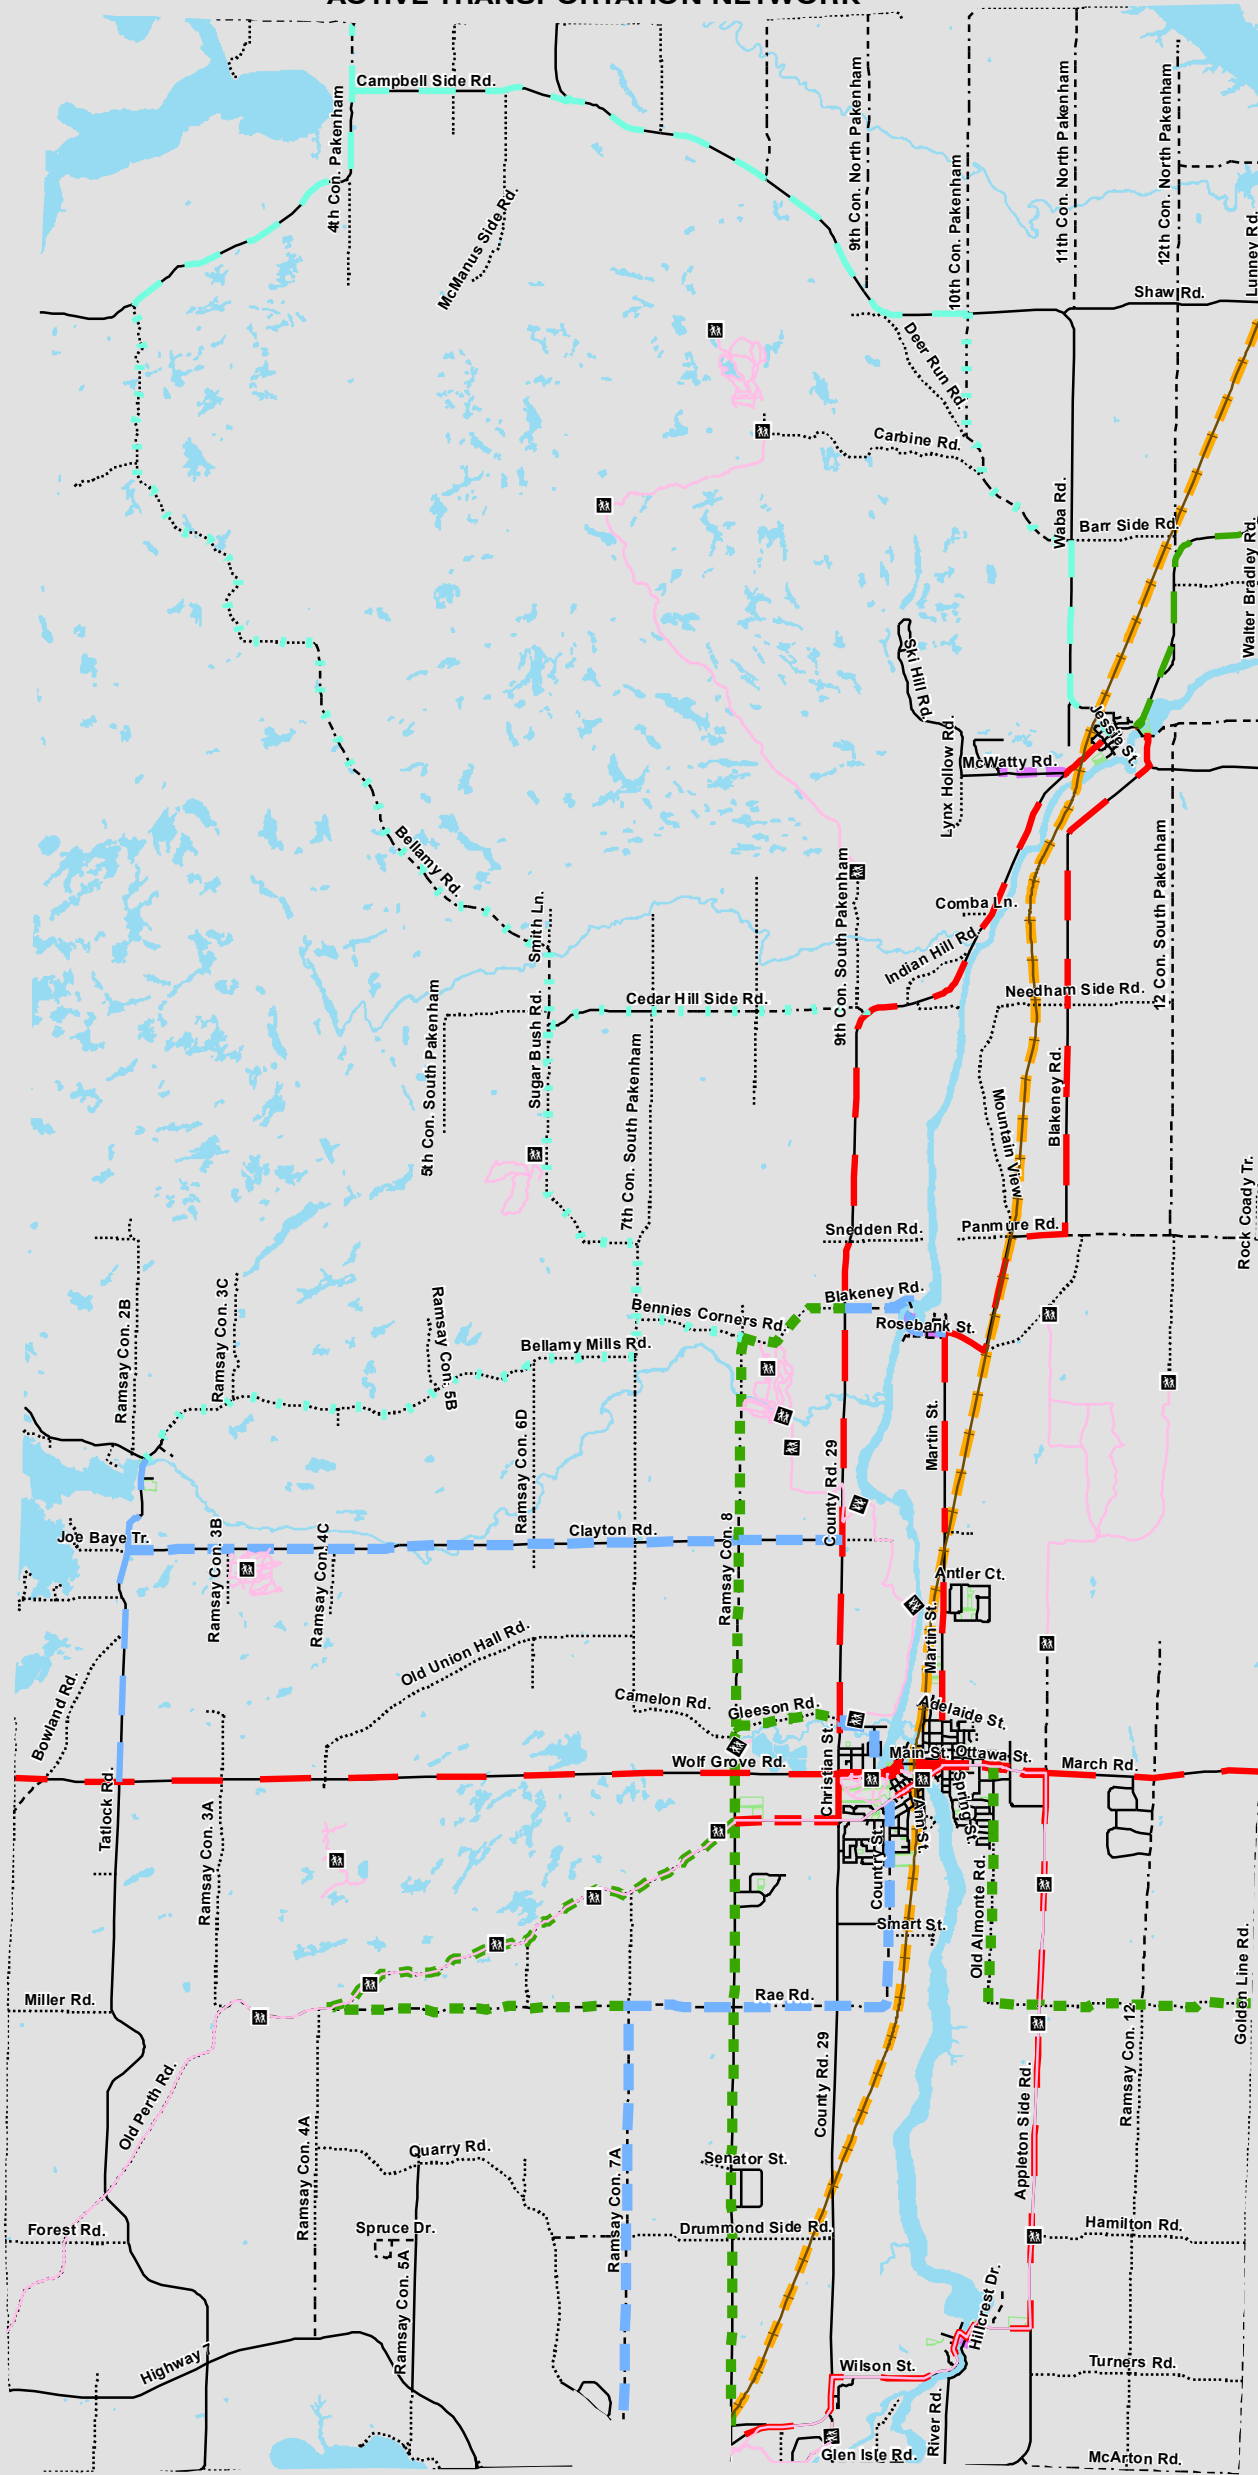 ACTIVE TRANSPORTATION NETWORK
Campbell Side Rd.
4th Con. Pakenham
McManus Side Rd.
9th Con. North Pakenham
10th Con. Pakenham
11th Con. North Pakenham
12th Con. North Pakenham
Lunney Rd.
Shaw Rd.
Deer Run Rd.
Carbine Rd.
Waba Rd.
Barr Side Rd.
Walter Bradley Rd.
Ski Hill Rd.
Jessie St.
Lynx Hollow Rd.
McWatty Rd.
Bellamy Rd.
Smith Ln.
9th Con. South Pakenham
Comba Ln.
Indian Hill Rd.
12 Con. South Pakenham
Needham Side Rd.
Cedar Hill Side Rd.
Sugar Bush Rd.
5th Con. South Pakenham
7th Con. South Pakenham
Blakeney Rd.
Mountain View
Rock Coady Tr.
Snedden Rd.
Panmure Rd.
Blakeney Rd.
Rosebank St.
Bennies Corners Rd.
Bellamy Mills Rd.
Ramsay Con. 2B
Ramsay Con. 3C
Ramsay Con. 5B
Ramsay Con. 6D
Martin St.
County Rd. 29
Ramsay Con. 8
Clayton Rd.
Joe Baye Tr.
Ramsay Con. 3B
Ramsay Con. 4C
Antler Ct.
Martin St.
Old Union Hall Rd.
Camelon Rd.
Gleeson Rd.
Bowland Rd.
Adelaide St.
Main St.
Ottawa St.
March Rd.
Wolf Grove Rd.
Christian St.
Tatlock Rd.
Ramsay Con. 3A
Ann St.
Spring St.
Country St.
Smart St.
Old Almonte Rd.
Golden Line Rd.
Miller Rd.
Rae Rd.
Old Perth Rd.
County Rd. 29
Ramsay Con. 12
Appleton Side Rd.
Ramsay Con. 4A
Quarry Rd.
Ramsay Con. 7A
Senator St.
Forest Rd.
Spruce Dr.
Drummond Side Rd.
Hamilton Rd.
Ramsay Con. 5A
Hillcrest Dr.
Highway 7
Wilson St.
Turners Rd.
River Rd.
Glen Isle Rd.
McArton Rd.